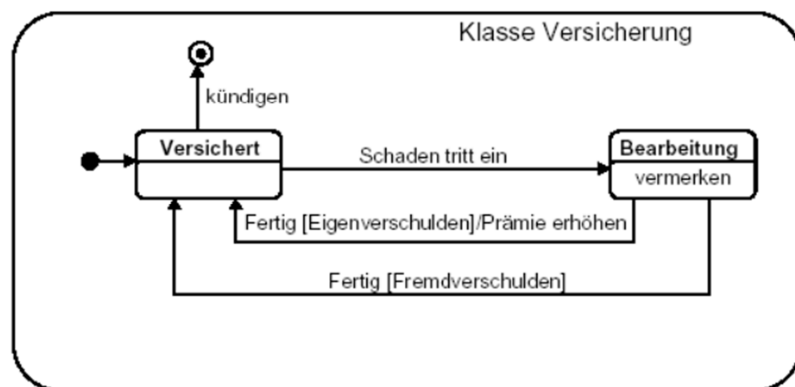 Klasse Versicherung
kündigen
Versichert
Schaden tritt ein
Bearbeitung
vermerken
Fertig [Eigenverschulden]/Prämie erhöhen
Fertig [Fremdverschulden]